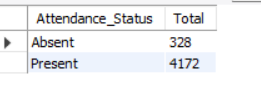 Attendance_Status Total
Absent 328
Present 4172